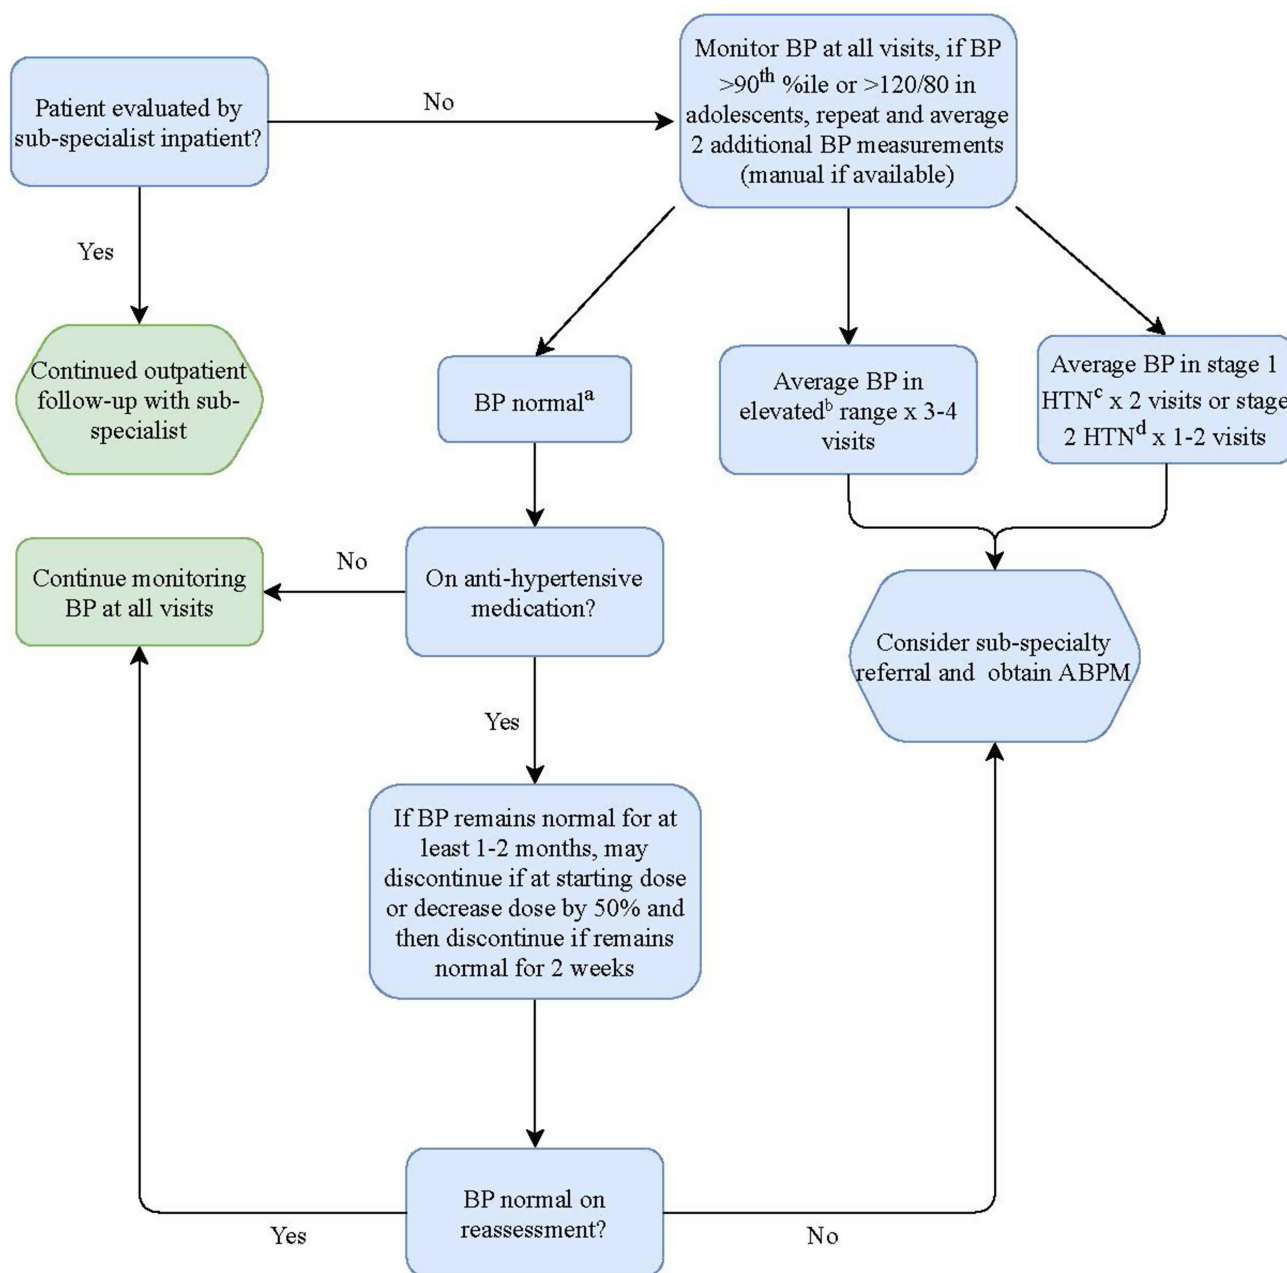 Patient evaluated by
sub-specialist inpatient?
No
Monitor BP at all visits, if BP
>90th %ile or >120/80 in
adolescents, repeat and average
2 additional BP measurements
(manual if available)
Yes
Continued outpatient
follow-up with sub-
specialist
BP normala
Average BP in
elevatedb range x 3-4
visits
Average BP in stage 1
HTNc x 2 visits or stage
2 HTNd x 1-2 visits
Continue monitoring
BP at all visits
No
On anti-hypertensive
medication?
Consider sub-specialty
referral and obtain ABPM
Yes
If BP remains normal for at
least 1-2 months, may
discontinue if at starting dose
or decrease dose by 50% and
then discontinue if remains
normal for 2 weeks
BP normal on
reassessment?
Yes
No